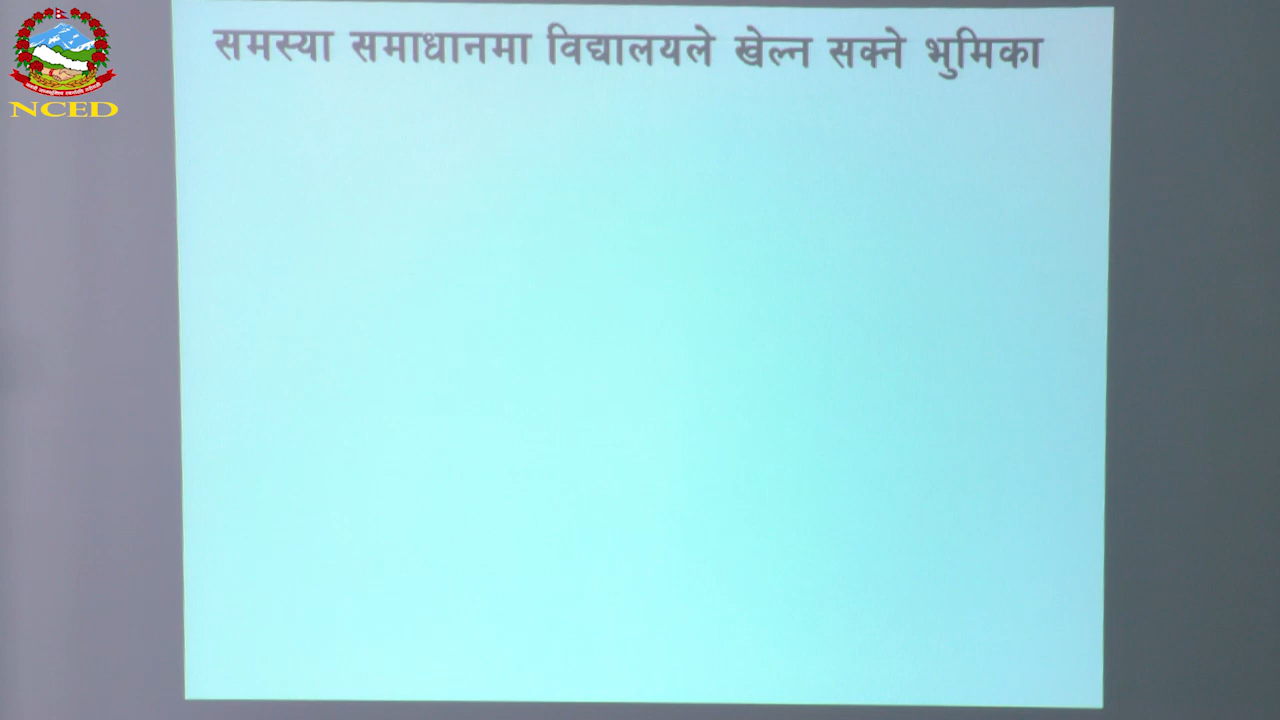 समस्या समाधानमा विद्यालयले खेल्न सक्ने भुमिका
NCED